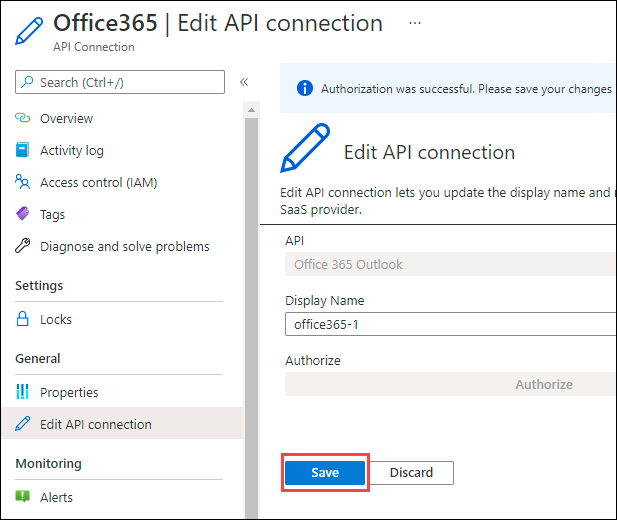 Office365 | Edit API connection ...
API Connection
Search (Ctrl+/)
«
Overview
Activity log
Access control (IAM)
Tags
Diagnose and solve problems
Settings
Locks
General
Properties
Edit API connection
Monitoring
Alerts
Authorization was successful. Please save your changes
Edit API connection
Edit API connection lets you update the display name and
SaaS provider.
API
Office 365 Outlook
Display Name
office365-1
Authorize
Authorize
Save Discard